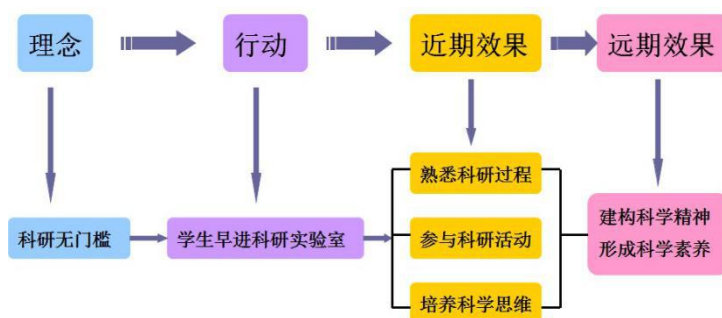 理念
行动
近期效果
远期效果
熟悉科研过程
科研无门槛
学生早进科研实验室
参与科研活动
建构科学精神
形成科学素养
培养科学思维